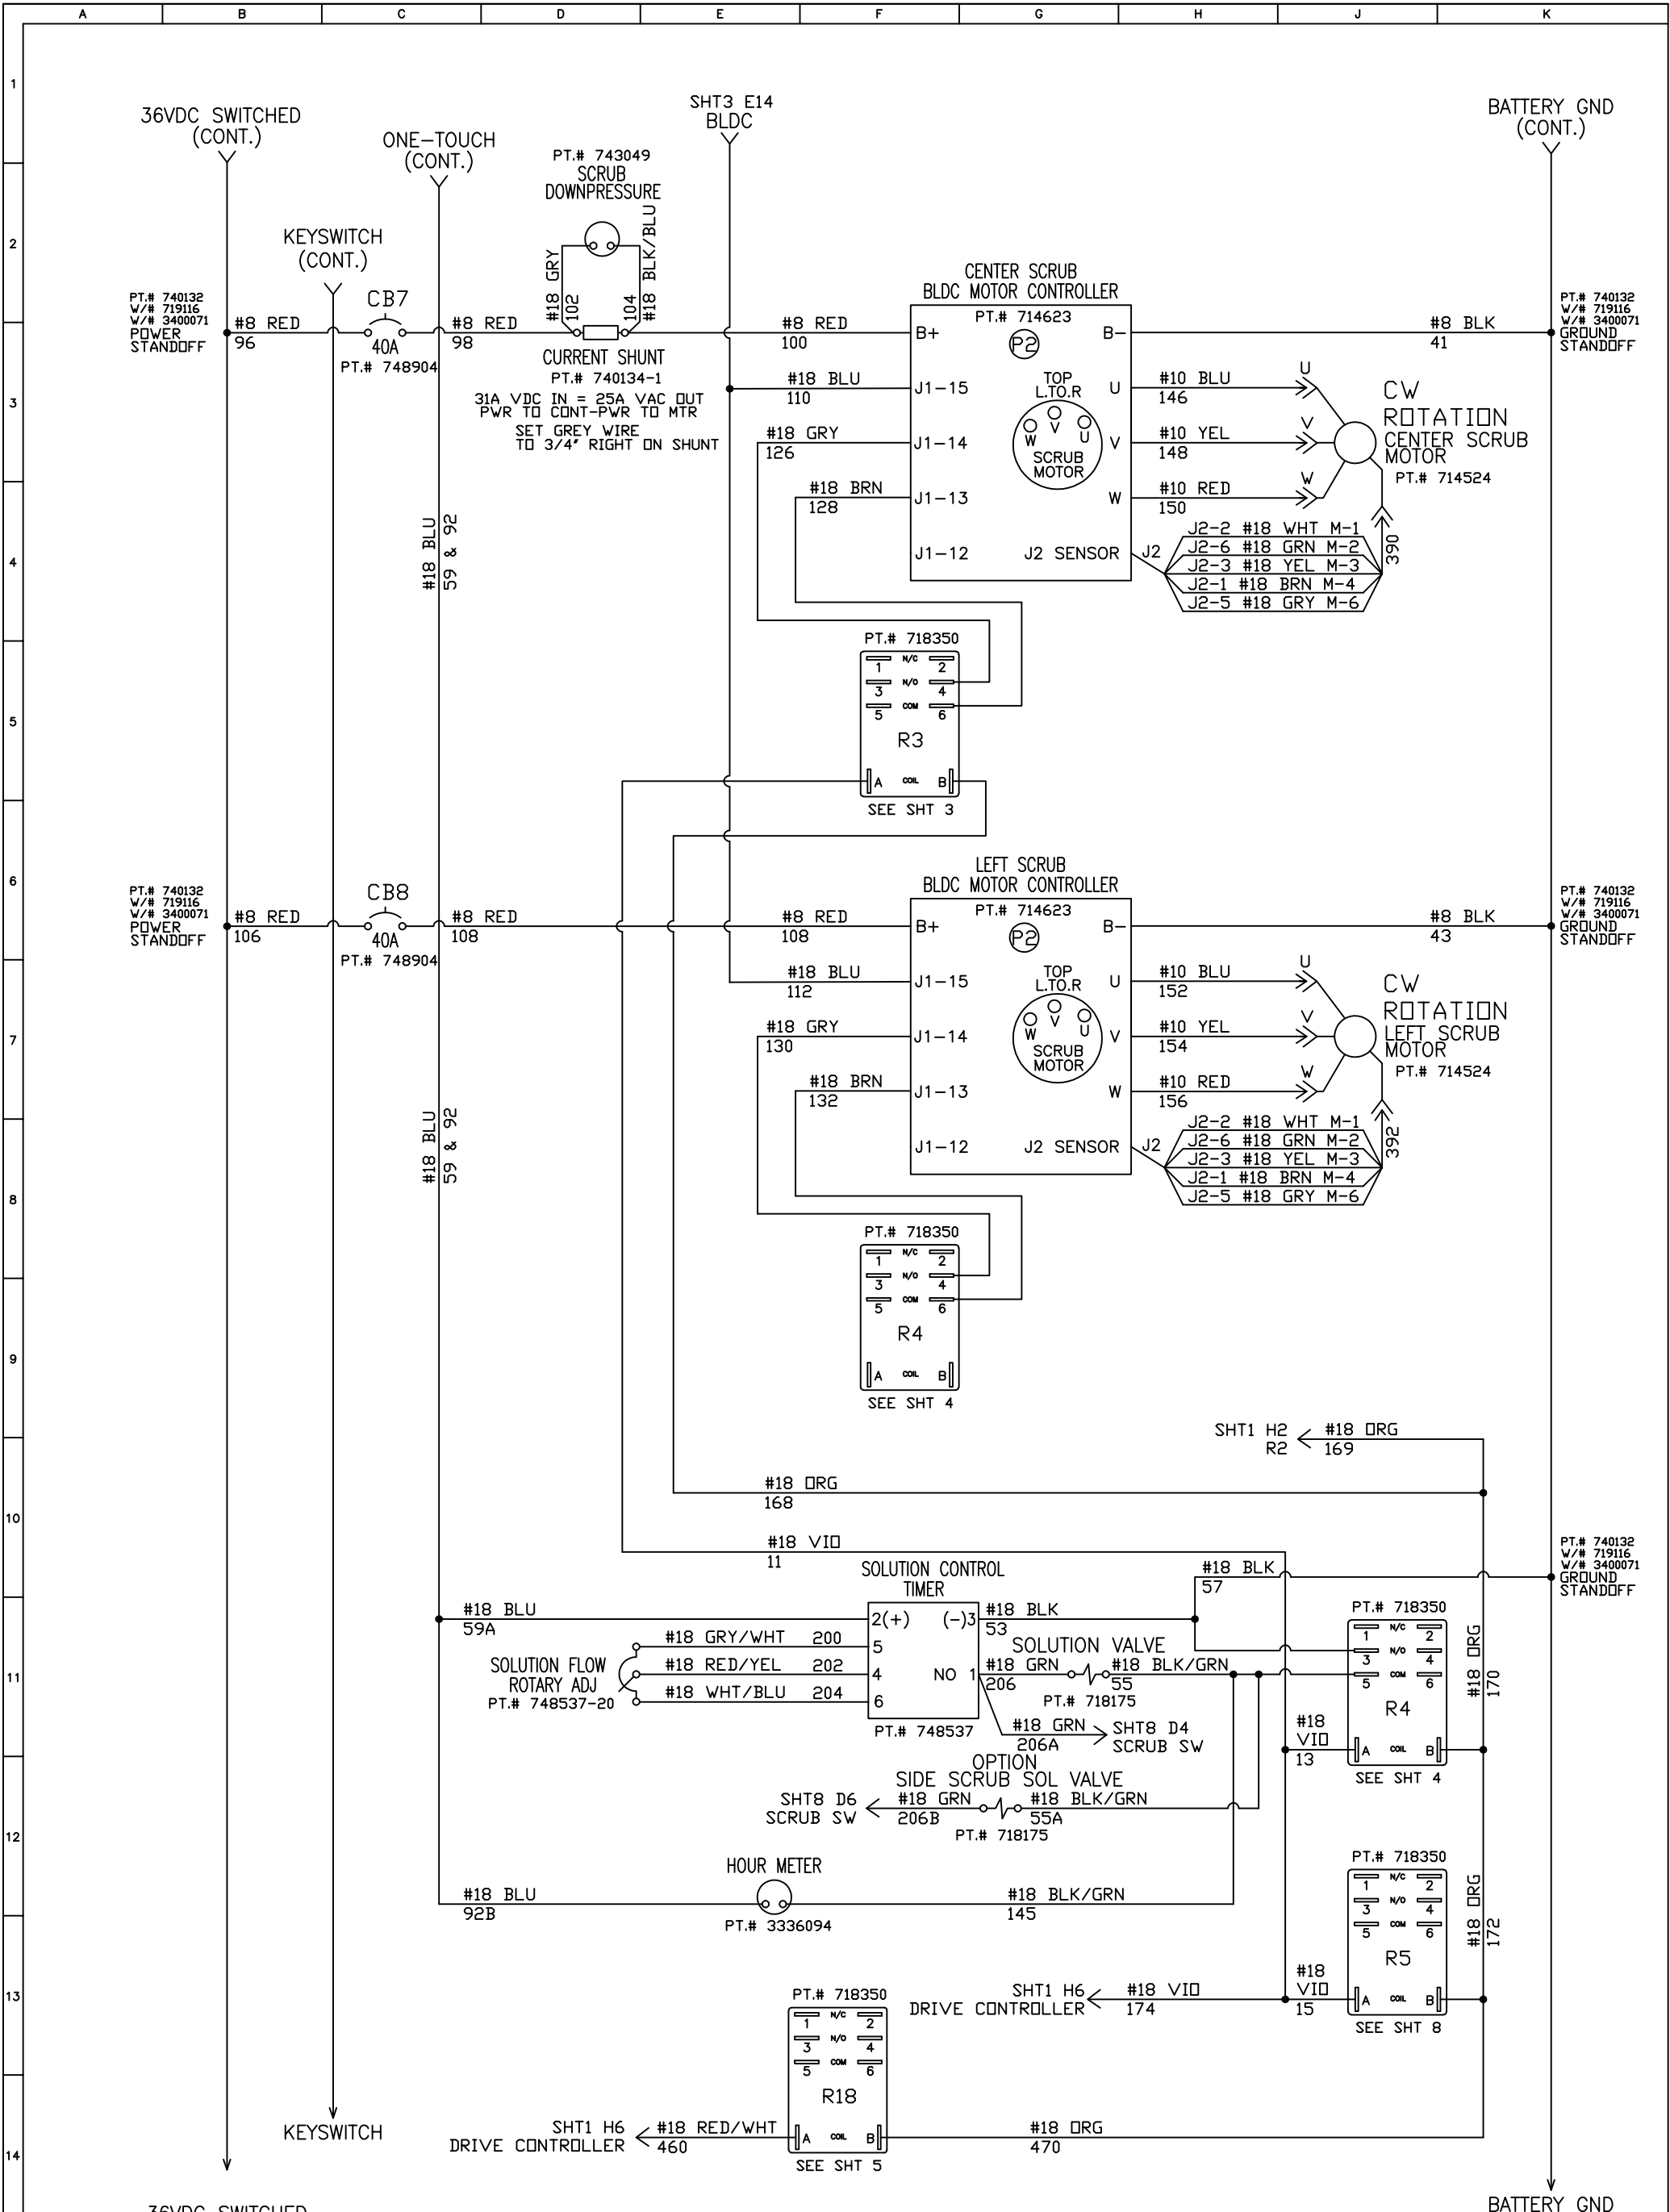 A B C D E F G H J K
1
2
3
4
5
6
7
8
9
10
11
12
13
14
36VDC SWITCHED
(CONT.)
ONE-TOUCH
(CONT.)
KEYSWITCH
(CONT.)
SHT3 E14
BLDC
BATTERY GND
(CONT.)
PT.# 743049
SCRUB
DOWNPRESSURE
#18 GRY
102
#18 BLK/BLU
104
PT.# 740132
W/# 719116
W/# 3400071
POWER
STANDOFF
#8 RED
96
CB7
40A
PT.# 748904
#8 RED
98
CURRENT SHUNT
PT.# 740134-1
31A VDC IN = 25A VAC OUT
PWR TO CONT-PWR TO MTR
SET GREY WIRE
TO 3/4" RIGHT ON SHUNT
#8 RED
100
#18 BLU
110
#18 GRY
126
#18 BRN
128
CENTER SCRUB
BLDC MOTOR CONTROLLER
PT.# 714623
P2
B+
B-
J1-15
J1-14
J1-13
J1-12
TOP
L.TO.R
W V U
SCRUB
MOTOR
U
V
W
J2 SENSOR
J2
#8 BLK
41
PT.# 740132
W/# 719116
W/# 3400071
GROUND
STANDOFF
#10 BLU
146
U
#10 YEL
148
V
#10 RED
150
W
CW
ROTATION
CENTER SCRUB
MOTOR
PT.# 714524
J2-2 #18 WHT M-1
J2-6 #18 GRN M-2
J2-3 #18 YEL M-3
J2-1 #18 BRN M-4
J2-5 #18 GRY M-6
390
#18 BLU
59 & 92
PT.# 718350
N/C
1 2
N/O
3 4
COM
5 6
R3
A COIL B
SEE SHT 3
PT.# 740132
W/# 719116
W/# 3400071
POWER
STANDOFF
#8 RED
106
CB8
40A
PT.# 748904
#8 RED
108
#8 RED
108
#18 BLU
112
#18 GRY
130
#18 BRN
132
LEFT SCRUB
BLDC MOTOR CONTROLLER
PT.# 714623
P2
B+
B-
J1-15
J1-14
J1-13
J1-12
TOP
L.TO.R
W V U
SCRUB
MOTOR
U
V
W
J2 SENSOR
J2
#8 BLK
43
PT.# 740132
W/# 719116
W/# 3400071
GROUND
STANDOFF
#10 BLU
152
U
#10 YEL
154
V
#10 RED
156
W
CW
ROTATION
LEFT SCRUB
MOTOR
PT.# 714524
J2-2 #18 WHT M-1
J2-6 #18 GRN M-2
J2-3 #18 YEL M-3
J2-1 #18 BRN M-4
J2-5 #18 GRY M-6
392
#18 BLU
59 & 92
PT.# 718350
N/C
1 2
N/O
3 4
COM
5 6
R4
A COIL B
SEE SHT 4
SHT1 H2
R2
#18 ORG
169
#18 ORG
168
#18 VIO
11
#18 BLK
57
PT.# 740132
W/# 719116
W/# 3400071
GROUND
STANDOFF
SOLUTION CONTROL
TIMER
#18 BLU
59A
2(+) (-)3
5
4 NO 1
6
PT.# 748537
#18 GRY/WHT 200
#18 RED/YEL 202
#18 WHT/BLU 204
SOLUTION FLOW
ROTARY ADJ
PT.# 748537-20
#18 BLK
53
SOLUTION VALVE
#18 GRN
206
#18 BLK/GRN
55
PT.# 718175
#18 GRN
206A
SHT8 D4
SCRUB SW
OPTION
SIDE SCRUB SOL VALVE
SHT8 D6
SCRUB SW
#18 GRN
206B
#18 BLK/GRN
55A
PT.# 718175
PT.# 718350
N/C
1 2
N/O
3 4
COM
5 6
R4
A COIL B
SEE SHT 4
#18
VIO
13
#18 ORG
170
HOUR METER
#18 BLU
92B
PT.# 3336094
#18 BLK/GRN
145
PT.# 718350
N/C
1 2
N/O
3 4
COM
5 6
R5
A COIL B
SEE SHT 8
#18
VIO
15
#18 ORG
172
SHT1 H6
DRIVE CONTROLLER
#18 VIO
174
PT.# 718350
N/C
1 2
N/O
3 4
COM
5 6
R18
A COIL B
SEE SHT 5
SHT1 H6
DRIVE CONTROLLER
#18 RED/WHT
460
#18 ORG
470
KEYSWITCH
36VDC SWITCHED
BATTERY GND